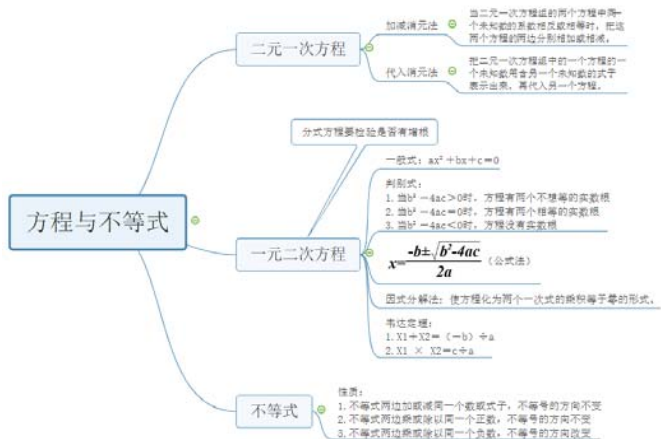 方程与不等式
二元一次方程
加减消元法
当二元一次方程组的两个方程中同一
个未知数的系数相反或相等时，把这
两个方程的两边分别相加或相减。
代入消元法
把二元一次方程组中的一个方程的一
个未知数用含另一个未知数的式子
表示出来，再代入另一个方程。
分式方程要检验是否有增根
一元二次方程
一般式：ax²+bx+c=0
判别式：
1.当b²-4ac>0时，方程有两个不想等的实数根
2.当b²-4ac=0时，方程有两个相等的实数根
3.当b²-4ac<0时，方程没有实数根
x=-b±√b²-4ac/2a（公式法）
因式分解法：使方程化为两个一次式的乘积等于零的形式。
韦达定理：
1.X1+X2=（-b）÷a
2.X1 × X2=c÷a
不等式
性质：
1.不等式两边加或减同一个数或式子，不等号的方向不变
2.不等式两边乘或除以同一个正数，不等号的方向不变
3.不等式两边乘或除以同一个负数，不等号的方向改变